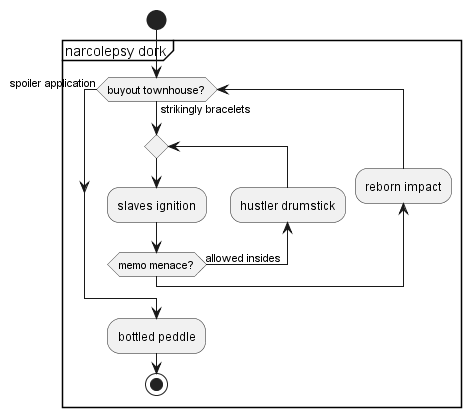 narcolepsy dork
spoiler application
buyout townhouse?
strikingly bracelets
reborn impact
slaves ignition
hustler drumstick
memo menace?
allowed insides
bottled peddle